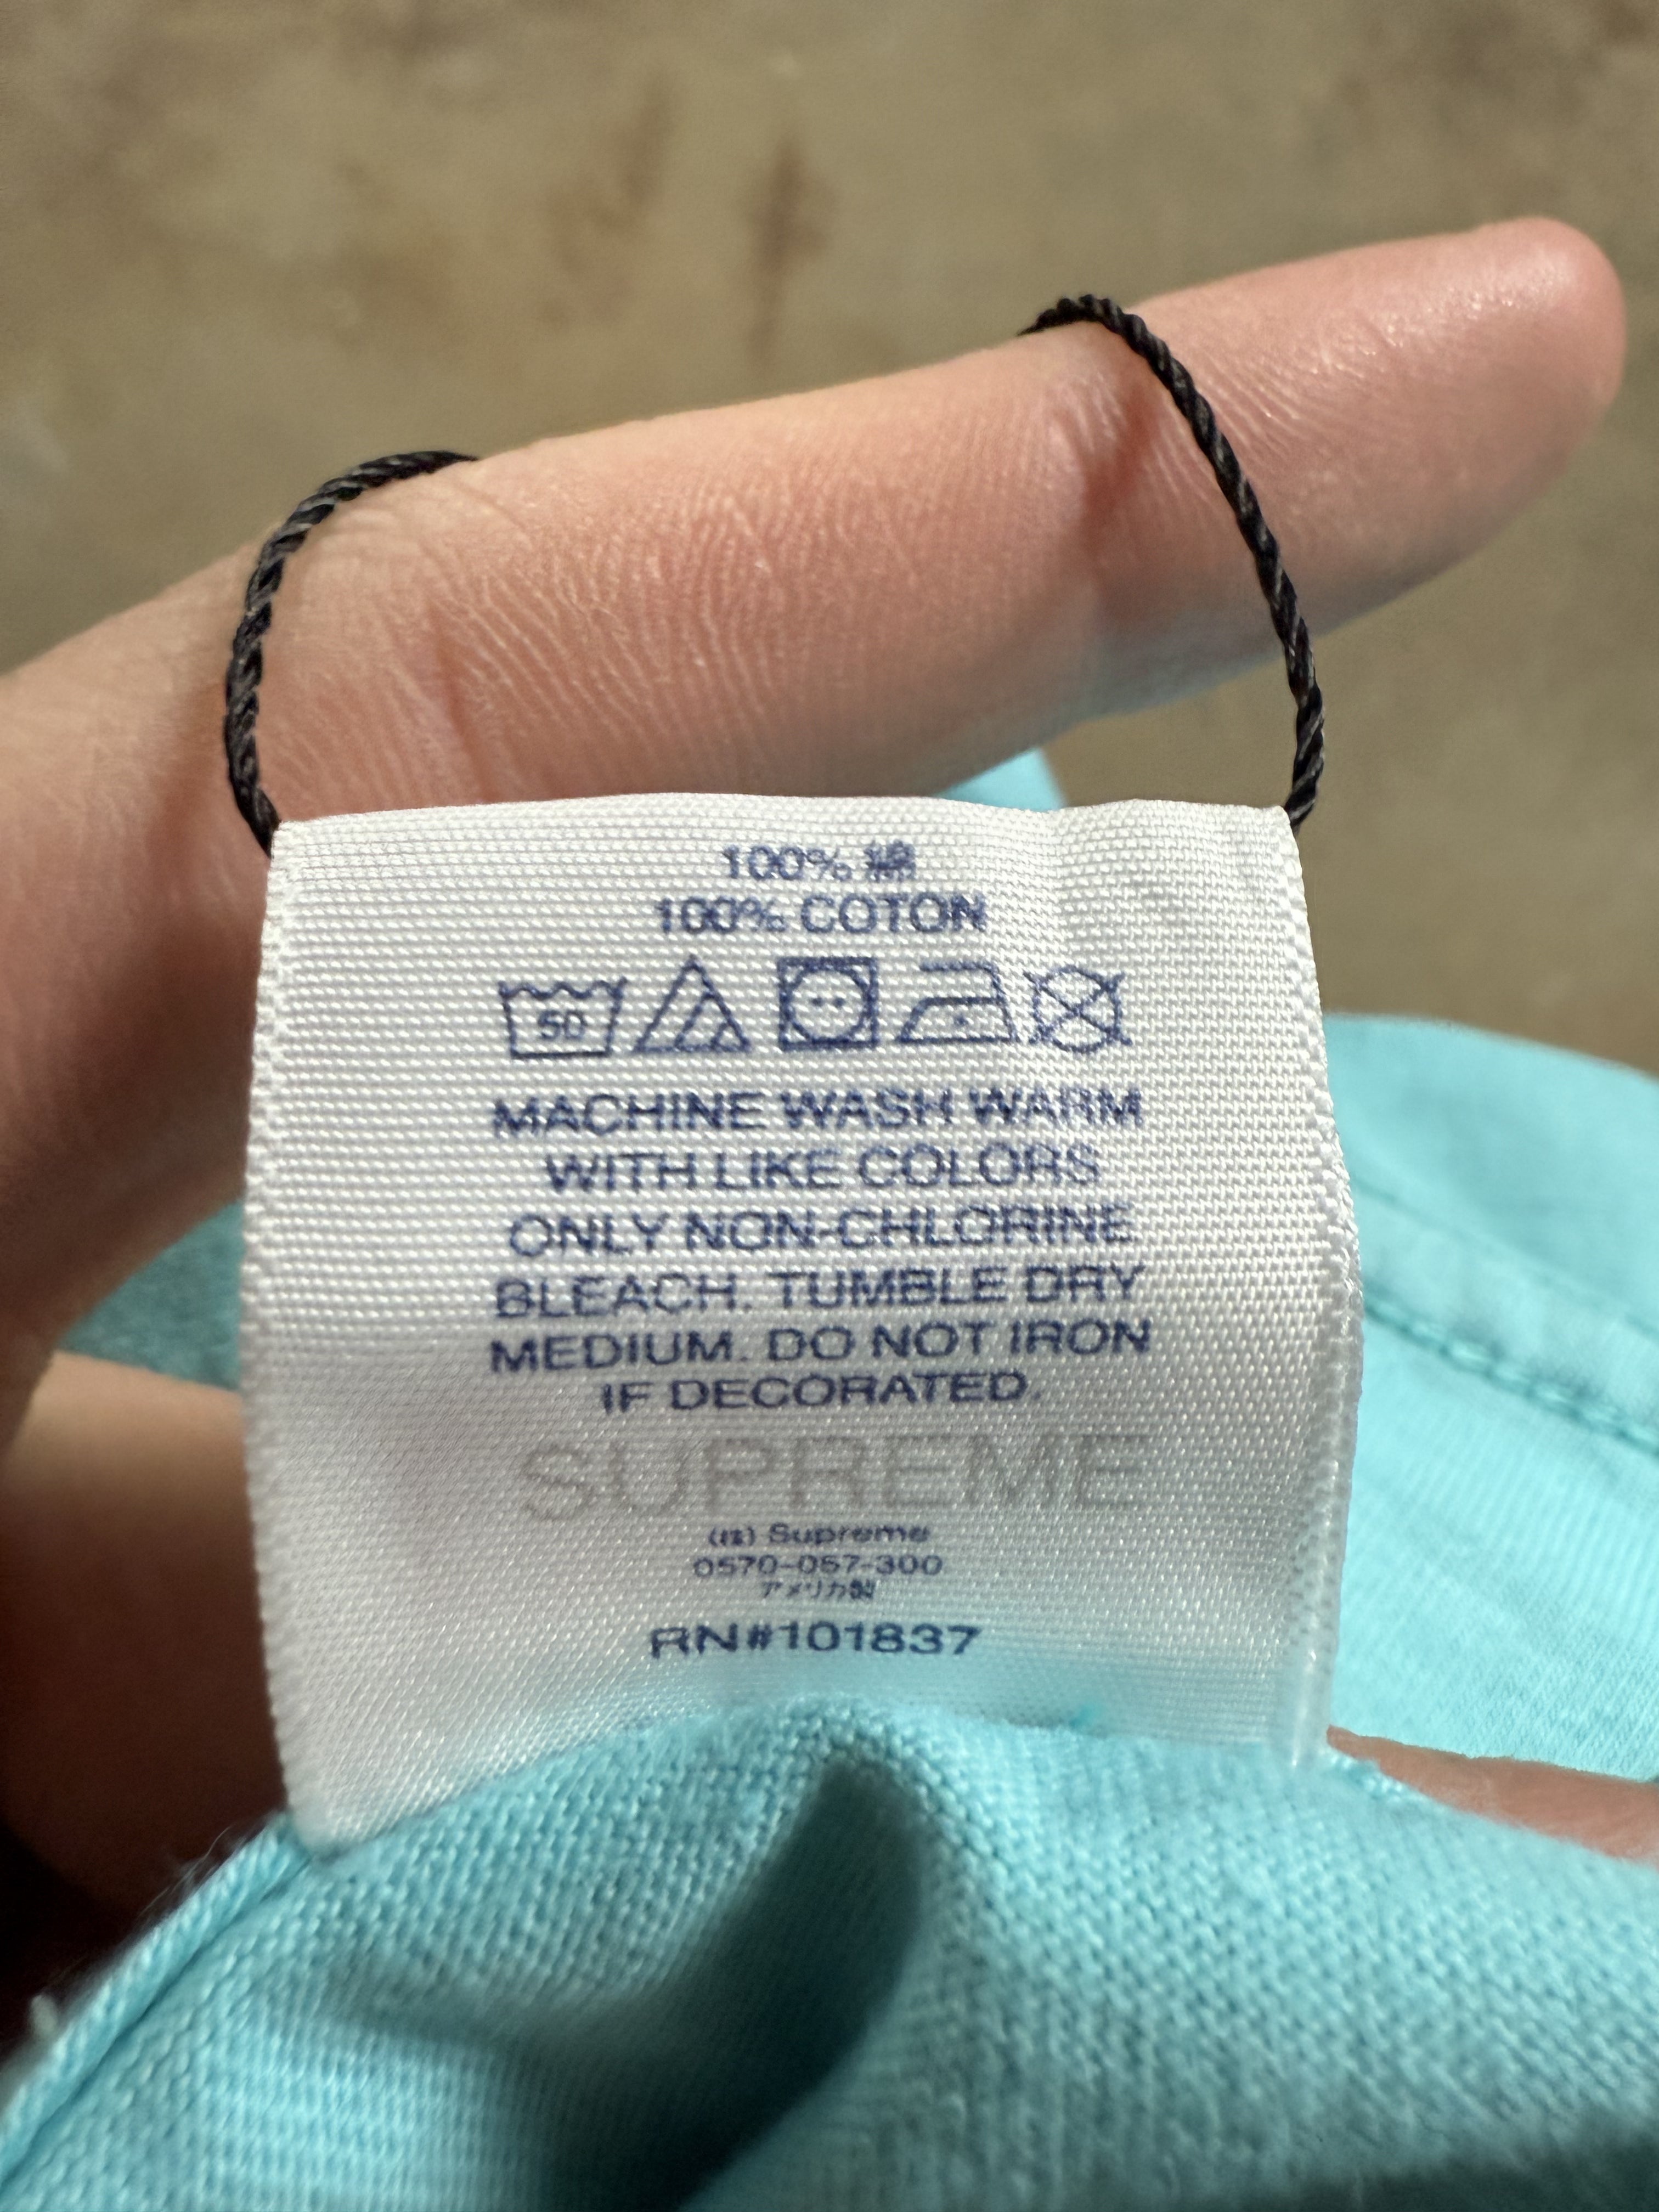 100% 綿
100% COTON
50
MACHINE WASH WARM
WITH LIKE COLORS
ONLY NON-CHLORINE
BLEACH. TUMBLE DRY
MEDIUM. DO NOT IRON
IF DECORATED.
SUPREME
(株) Supreme
0570-057-300
アメリカ製
RN#101837